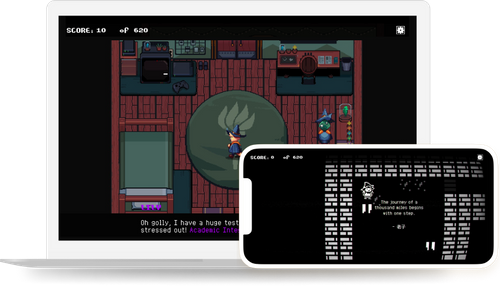 SCORE: 10 of 620
Oh golly, I have a huge test
stressed out! Academic Inte
SCORE: 0 of 620
"The journey of a
thousand miles begins
with one step.
"
- 老子